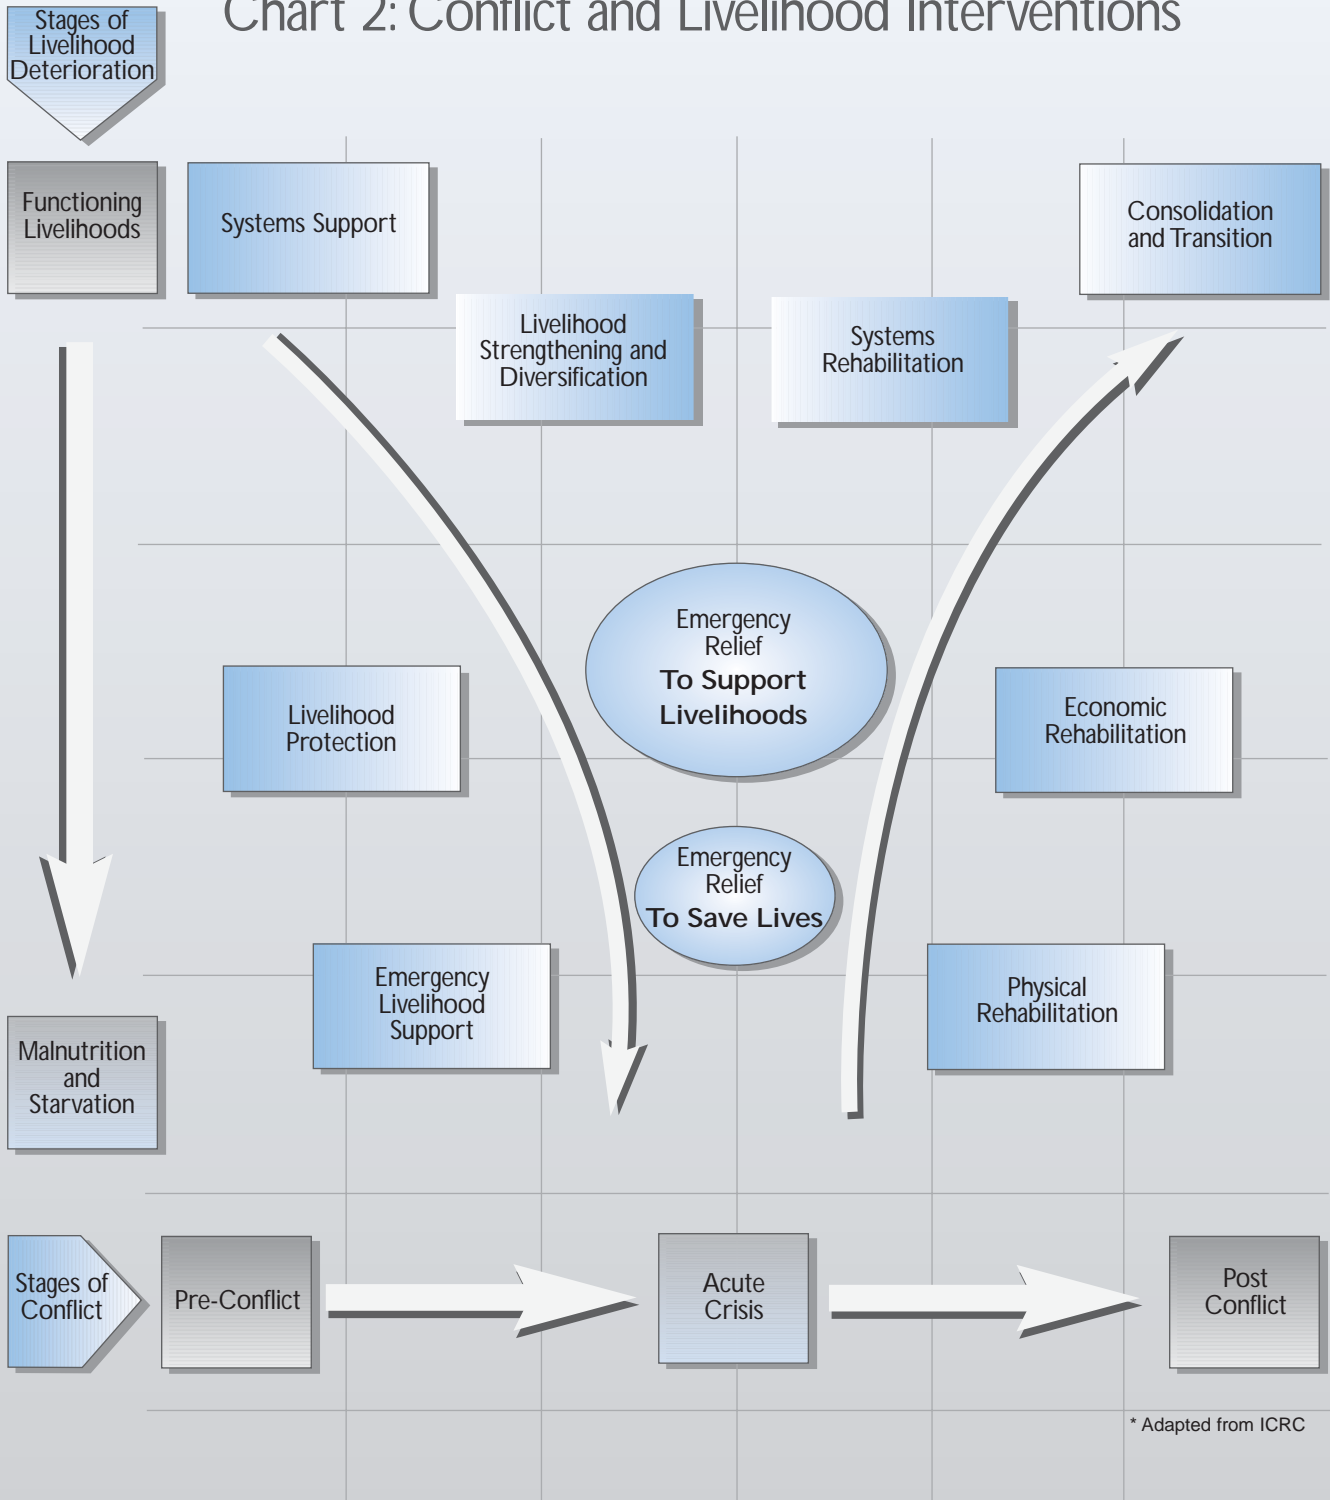 Chart 2: Conflict and Livelihood Interventions
Stages of
Livelihood
Deterioration
Functioning
Livelihoods
Systems Support
Consolidation
and Transition
Livelihood
Strengthening and
Diversification
Systems
Rehabilitation
Emergency
Relief
To Support
Livelihoods
Livelihood
Protection
Economic
Rehabilitation
Emergency
Relief
To Save Lives
Emergency
Livelihood
Support
Physical
Rehabilitation
Malnutrition
and
Starvation
Stages of
Conflict
Pre-Conflict
Acute
Crisis
Post
Conflict
* Adapted from ICRC